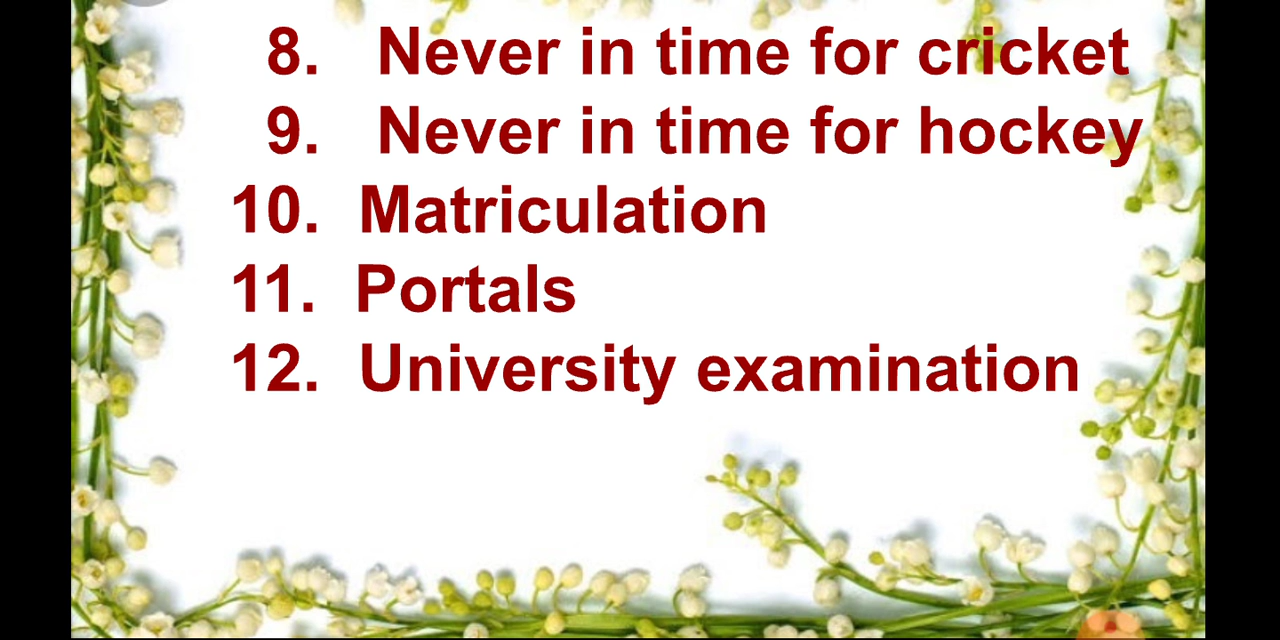 8. Never in time for cricket
9. Never in time for hockey
10. Matriculation
11. Portals
12. University examination